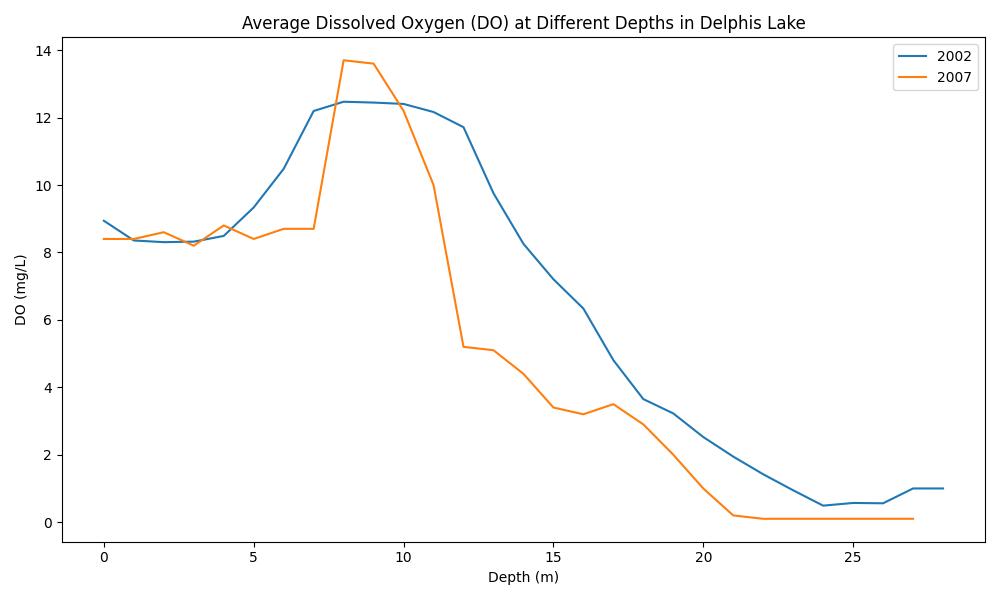 Average Dissolved Oxygen (DO) at Different Depths in Delphis Lake
2002
2007
DO (mg/L)
14
12
10
8
6
4
2
0
0 5 10 15 20 25
Depth (m)